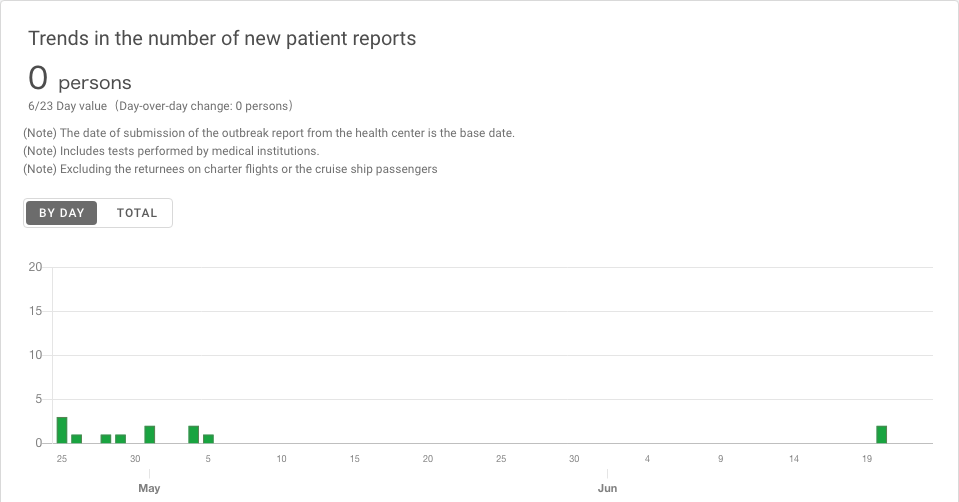 Trends in the number of new patient reports
0 persons
6/23 Day value（Day-over-day change: 0 persons）
(Note) The date of submission of the outbreak report from the health center is the base date.
(Note) Includes tests performed by medical institutions.
(Note) Excluding the returnees on charter flights or the cruise ship passengers
BY DAY TOTAL
20
15
10
5
0
25 30 5 10 15 20 25 30 4 9 14 19
May Jun